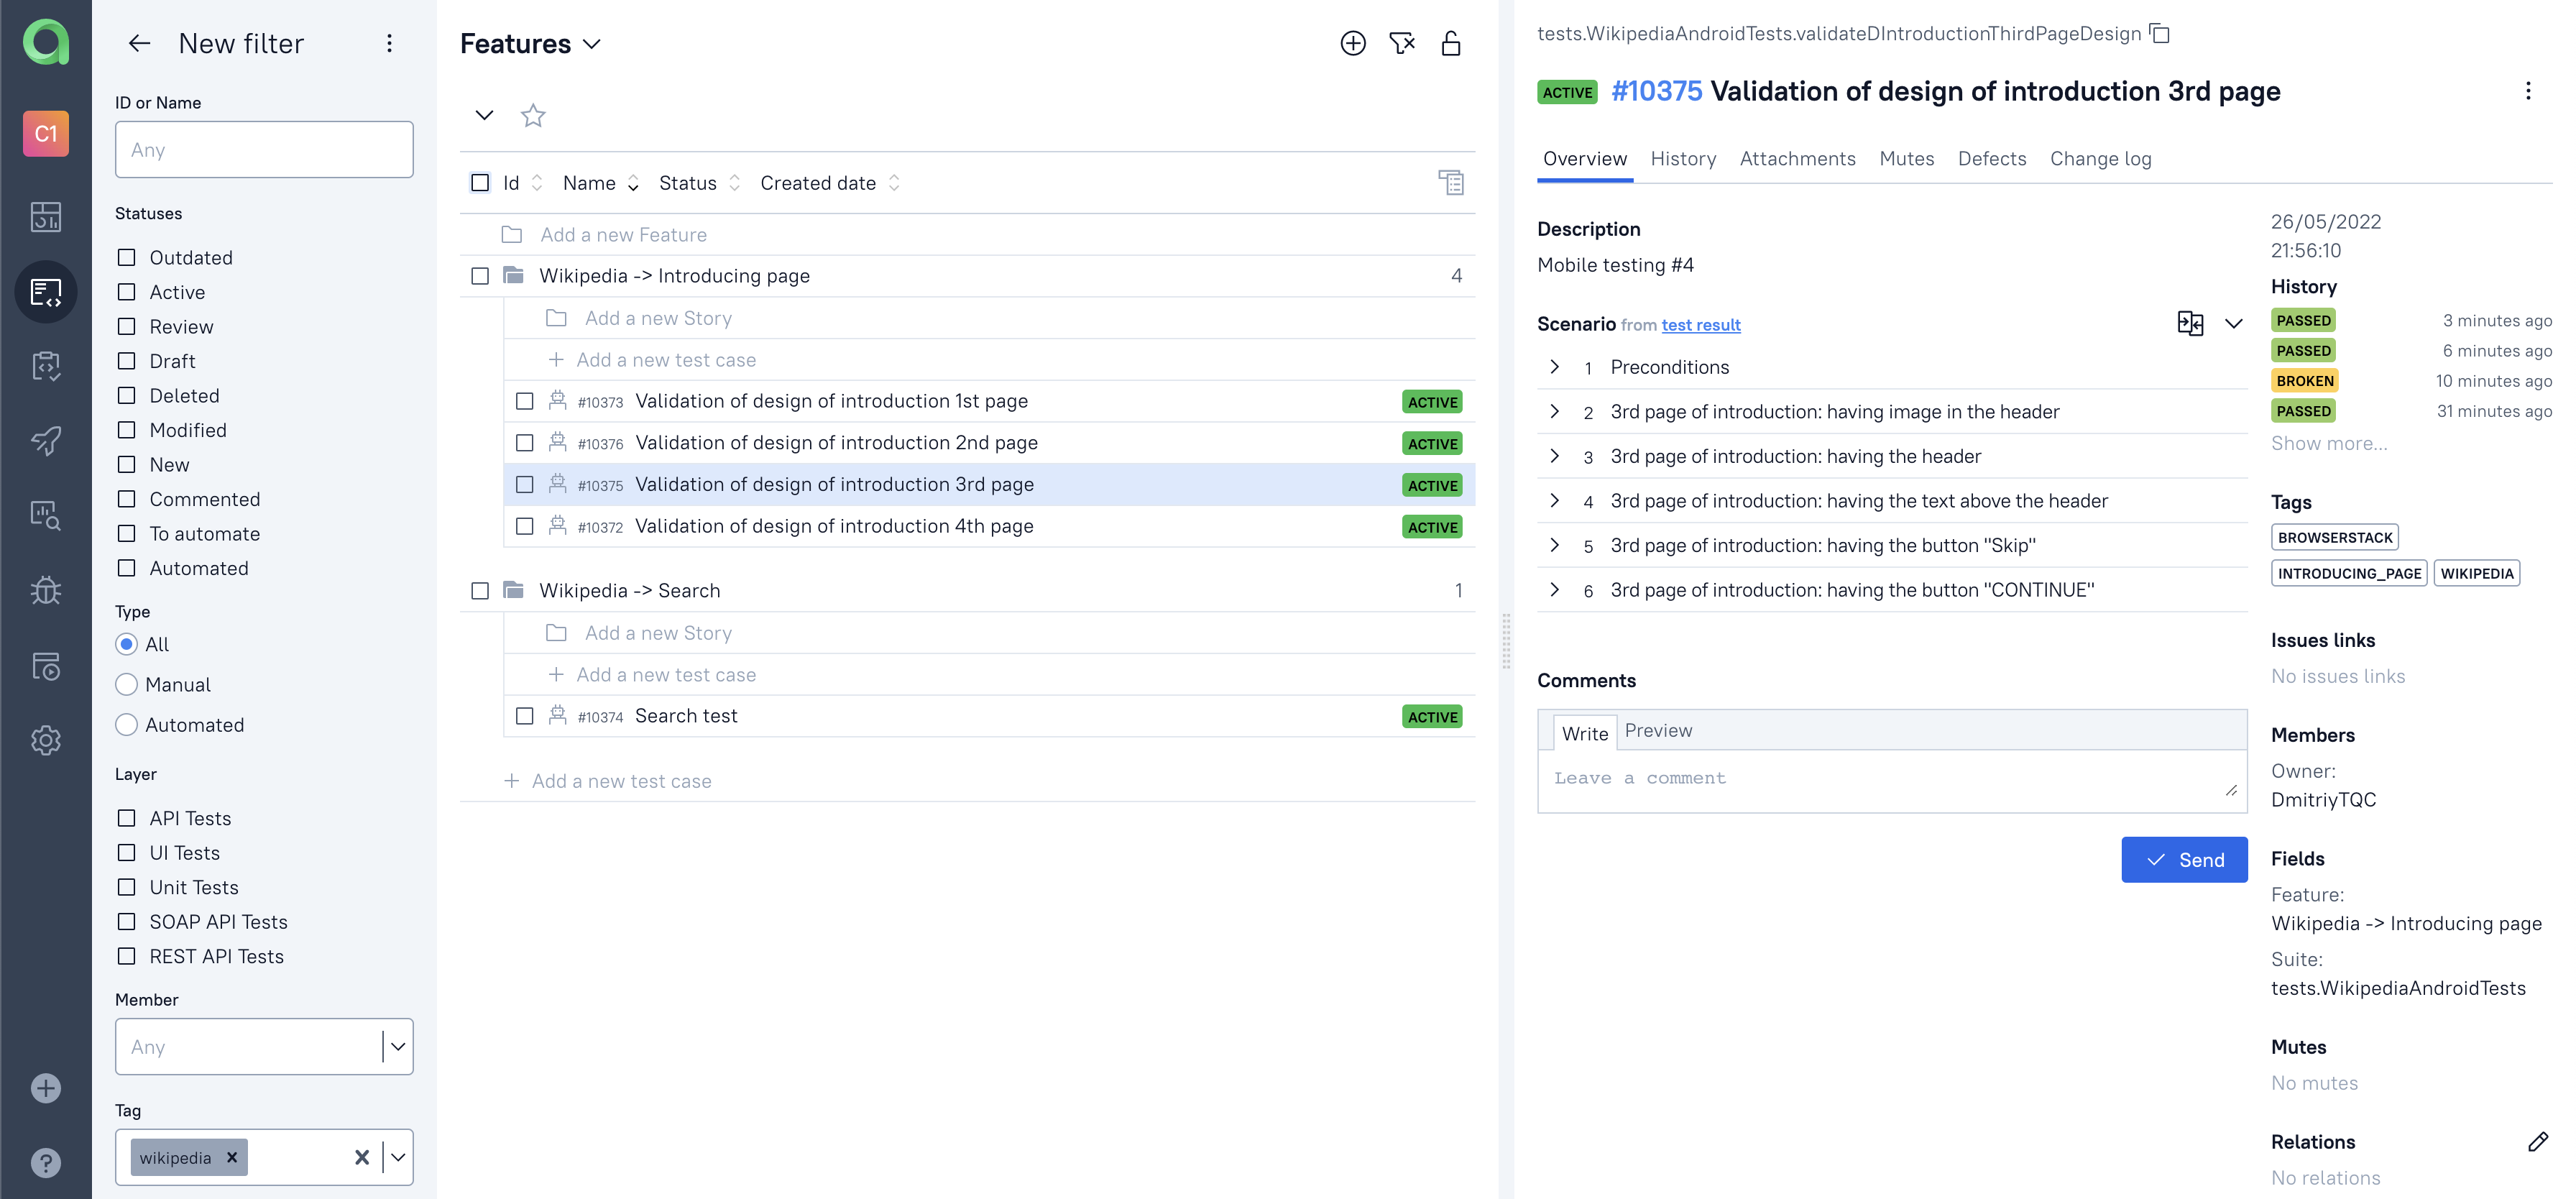 C1
New filter
ID or Name
Any
Statuses
Outdated
Active
Review
Draft
Deleted
Modified
New
Commented
To automate
Automated
Type
All
Manual
Automated
Layer
API Tests
UI Tests
Unit Tests
SOAP API Tests
REST API Tests
Member
Any
Tag
wikipedia
Features
Id Name Status Created date
Add a new Feature
Wikipedia -> Introducing page 4
Add a new Story
Add a new test case
#10373 Validation of design of introduction 1st page ACTIVE
#10376 Validation of design of introduction 2nd page ACTIVE
#10375 Validation of design of introduction 3rd page ACTIVE
#10372 Validation of design of introduction 4th page ACTIVE
Wikipedia -> Search 1
Add a new Story
Add a new test case
#10374 Search test ACTIVE
Add a new test case
tests.WikipediaAndroidTests.validateDIntroductionThirdPageDesign
ACTIVE #10375 Validation of design of introduction 3rd page
Overview History Attachments Mutes Defects Change log
Description
Mobile testing #4
Scenario from test result
1 Preconditions
2 3rd page of introduction: having image in the header
3 3rd page of introduction: having the header
4 3rd page of introduction: having the text above the header
5 3rd page of introduction: having the button "Skip"
6 3rd page of introduction: having the button "CONTINUE"
Comments
Write Preview
Leave a comment
Send
26/05/2022
21:56:10
History
PASSED 3 minutes ago
PASSED 6 minutes ago
BROKEN 10 minutes ago
PASSED 31 minutes ago
Show more...
Tags
BROWSERSTACK
INTRODUCING_PAGE WIKIPEDIA
Issues links
No issues links
Members
Owner:
DmitriyTQC
Fields
Feature:
Wikipedia -> Introducing page
Suite:
tests.WikipediaAndroidTests
Mutes
No mutes
Relations
No relations